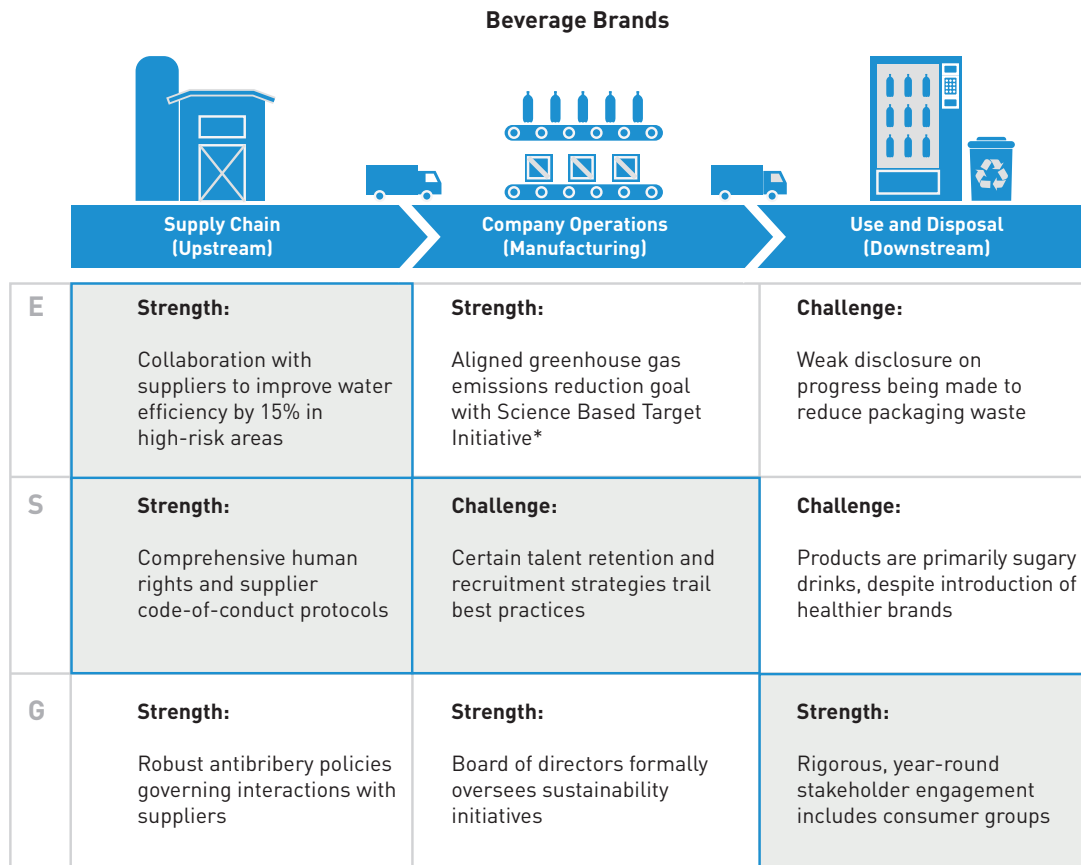 Beverage Brands
Supply Chain
(Upstream)
Company Operations
(Manufacturing)
Use and Disposal
(Downstream)
E
Strength:
Collaboration with
suppliers to improve water
efficiency by 15% in
high-risk areas
Strength:
Aligned greenhouse gas
emissions reduction goal
with Science Based Target
Initiative*
Challenge:
Weak disclosure on
progress being made to
reduce packaging waste
S
Strength:
Comprehensive human
rights and supplier
code-of-conduct protocols
Challenge:
Certain talent retention and
recruitment strategies trail
best practices
Challenge:
Products are primarily sugary
drinks, despite introduction of
healthier brands
G
Strength:
Robust antibribery policies
governing interactions with
suppliers
Strength:
Board of directors formally
oversees sustainability
initiatives
Strength:
Rigorous, year-round
stakeholder engagement
includes consumer groups